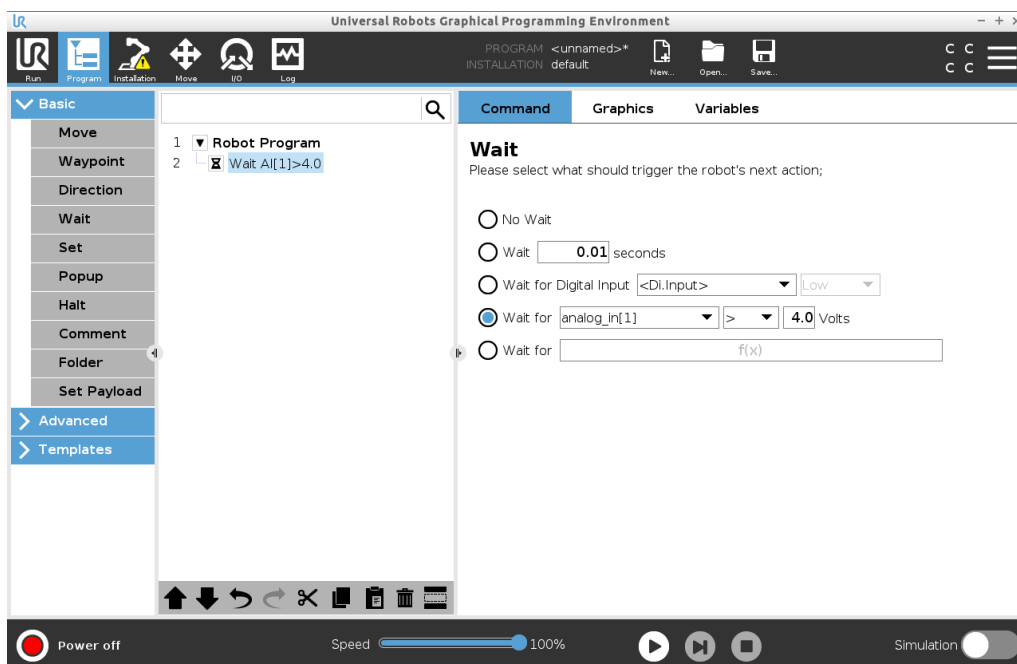 UR
Universal Robots Graphical Programming Environment
UR
Run
Program
Installation
Move
I/O
Log
PROGRAM <unnamed>*
INSTALLATION default
New...
Open...
Save...
C C
C C
Basic
Move
Waypoint
Direction
Wait
Set
Popup
Halt
Comment
Folder
Set Payload
Advanced
Templates
1 Robot Program
2 Wait AI[1]>4.0
Command Graphics Variables
Wait
Please select what should trigger the robot's next action;
No Wait
Wait 0.01 seconds
Wait for Digital Input <Di.Input> Low
Wait for analog_in[1] > 4.0 Volts
Wait for f(x)
Power off
Speed 100%
Simulation